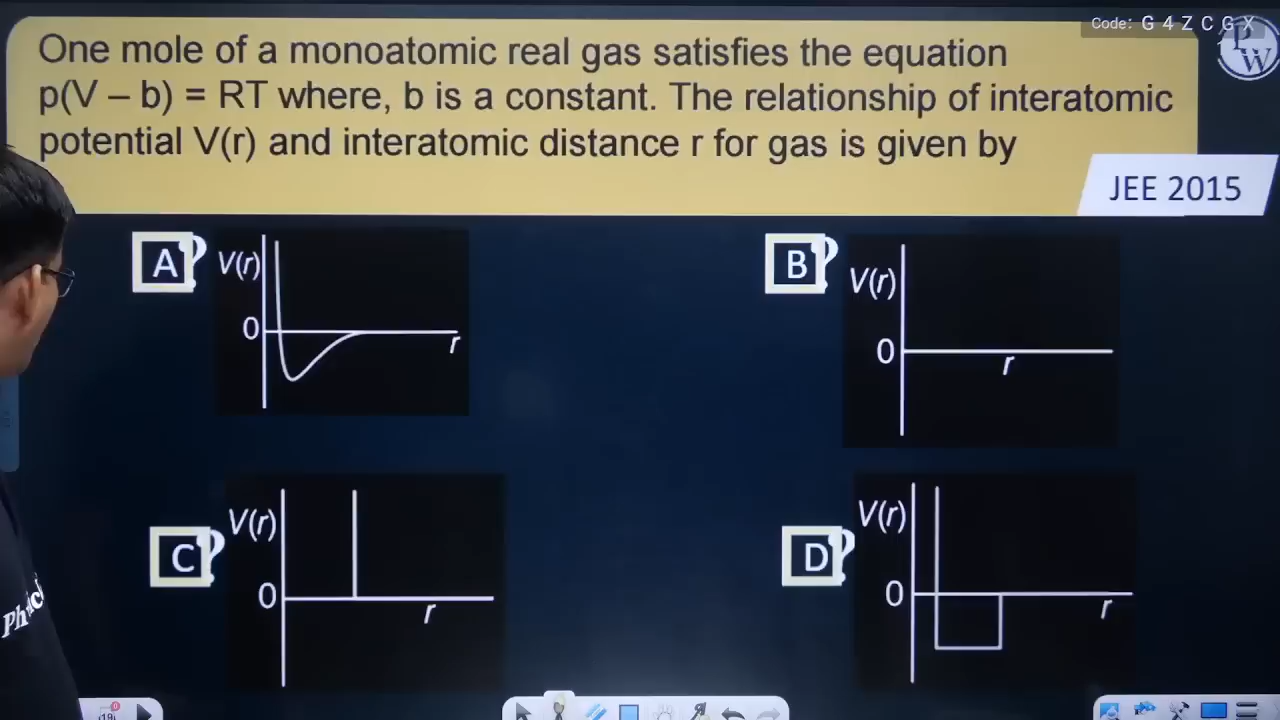 Code: G 4 Z C G X
PW
One mole of a monoatomic real gas satisfies the equation
p(V – b) = RT where, b is a constant. The relationship of interatomic
potential V(r) and interatomic distance r for gas is given by
JEE 2015
A?
V(r)
0
r
B?
V(r)
0
r
C?
V(r)
0
r
D?
V(r)
0
r